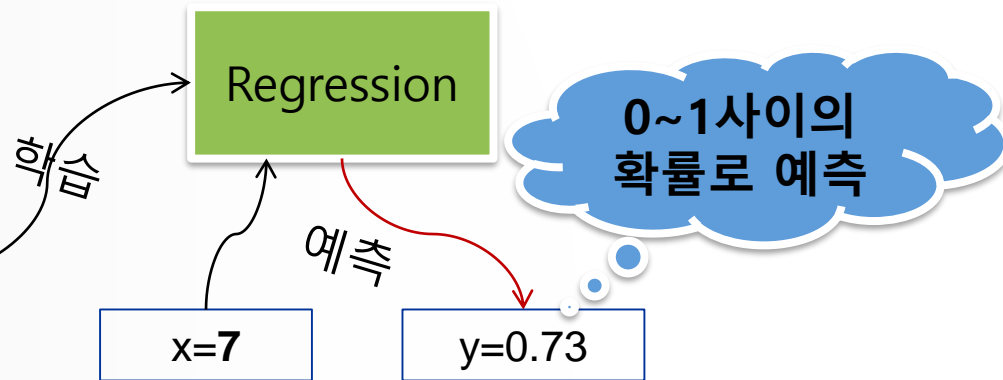 Regression
0~1사이의
확률로 예측
학습
예측
x=7
y=0.73